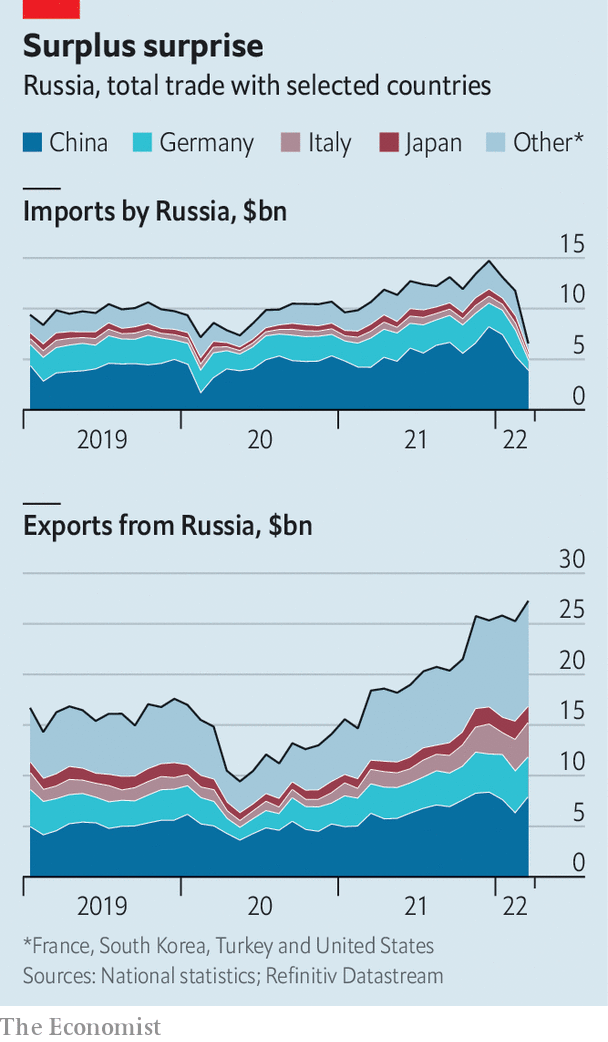 Surplus surprise
Russia, total trade with selected countries
China Germany Italy Japan Other*
Imports by Russia, $bn
15
10
5
0
2019 20 21 22
Exports from Russia, $bn
30
25
20
15
10
5
0
2019 20 21 22
*France, South Korea, Turkey and United States
Sources: National statistics; Refinitiv Datastream
The Economist